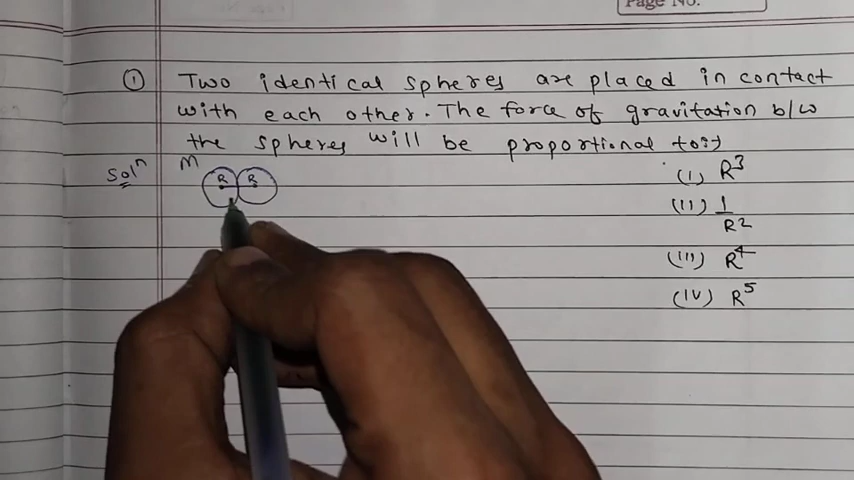 Page No.
① Two identical spheres are placed in contact
with each other. The force of gravitation b/w
the spheres will be proportional to:→
Solⁿ M
R R
(I) R³
(II) 1/R²
(III) R⁴
(IV) R⁵